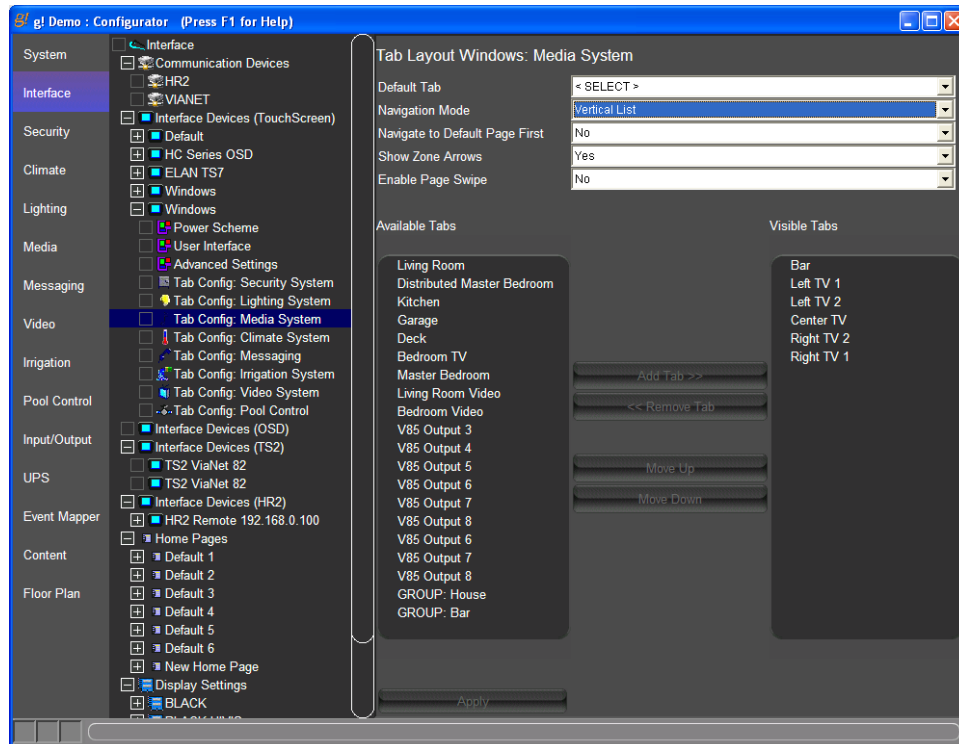 g! g! Demo : Configurator (Press F1 for Help)
System
Interface
Security
Climate
Lighting
Media
Messaging
Video
Irrigation
Pool Control
Input/Output
UPS
Event Mapper
Content
Floor Plan
Interface
Communication Devices
HR2
VIANET
Interface Devices (TouchScreen)
Default
HC Series OSD
ELAN TS7
Windows
Windows
Power Scheme
User Interface
Advanced Settings
Tab Config: Security System
Tab Config: Lighting System
Tab Config: Media System
Tab Config: Climate System
Tab Config: Messaging
Tab Config: Irrigation System
Tab Config: Video System
Tab Config: Pool Control
Interface Devices (OSD)
Interface Devices (TS2)
TS2 ViaNet 82
TS2 ViaNet 82
Interface Devices (HR2)
HR2 Remote 192.168.0.100
Home Pages
Default 1
Default 2
Default 3
Default 4
Default 5
Default 6
New Home Page
Display Settings
BLACK
Tab Layout Windows: Media System
Default Tab < SELECT >
Navigation Mode Vertical List
Navigate to Default Page First No
Show Zone Arrows Yes
Enable Page Swipe No
Available Tabs
Living Room
Distributed Master Bedroom
Kitchen
Garage
Deck
Bedroom TV
Master Bedroom
Living Room Video
Bedroom Video
V85 Output 3
V85 Output 4
V85 Output 5
V85 Output 6
V85 Output 7
V85 Output 8
V85 Output 6
V85 Output 7
V85 Output 8
GROUP: House
GROUP: Bar
Add Tab >>
<< Remove Tab
Move Up
Move Down
Visible Tabs
Bar
Left TV 1
Left TV 2
Center TV
Right TV 2
Right TV 1
Apply